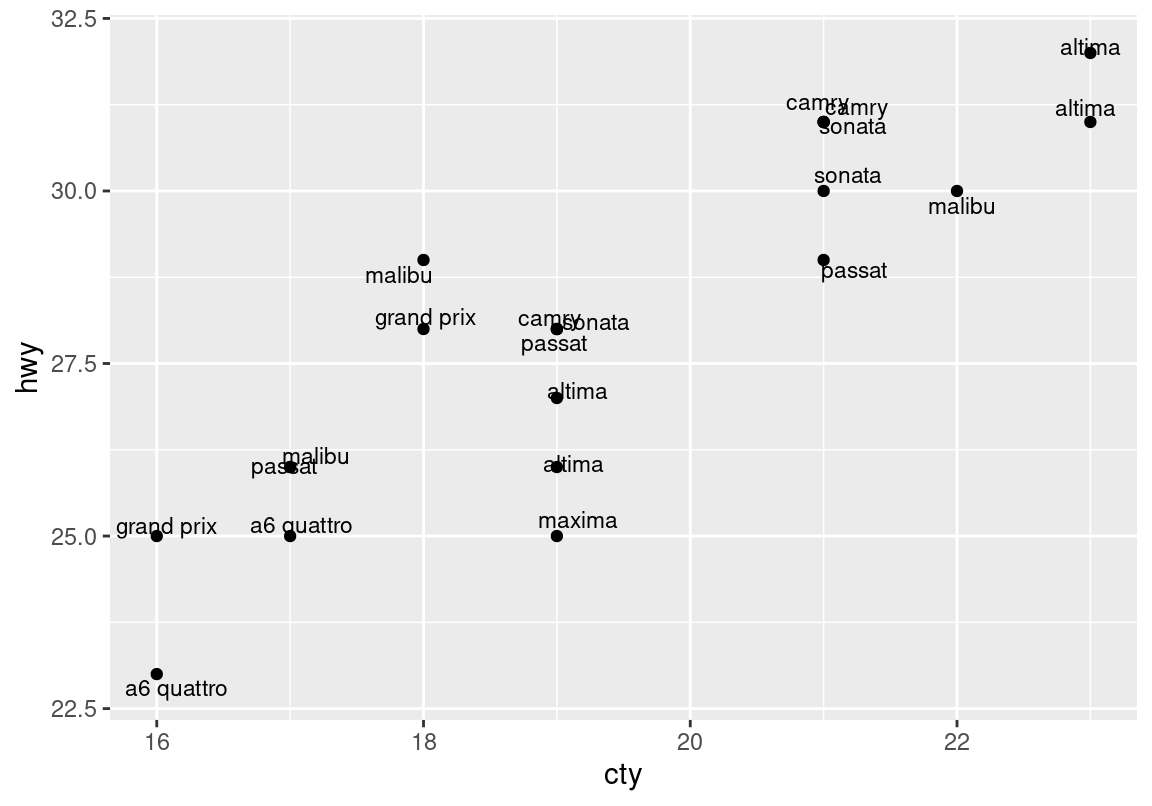 32.5
altima
camry
camry
altima
sonata
30.0
sonata
malibu
malibu
passat
grand prix
camry
sonata
passat
27.5
altima
hwy
malibu
passat
altima
grand prix
a6 quattro
maxima
25.0
a6 quattro
22.5
16
18
20
22
cty